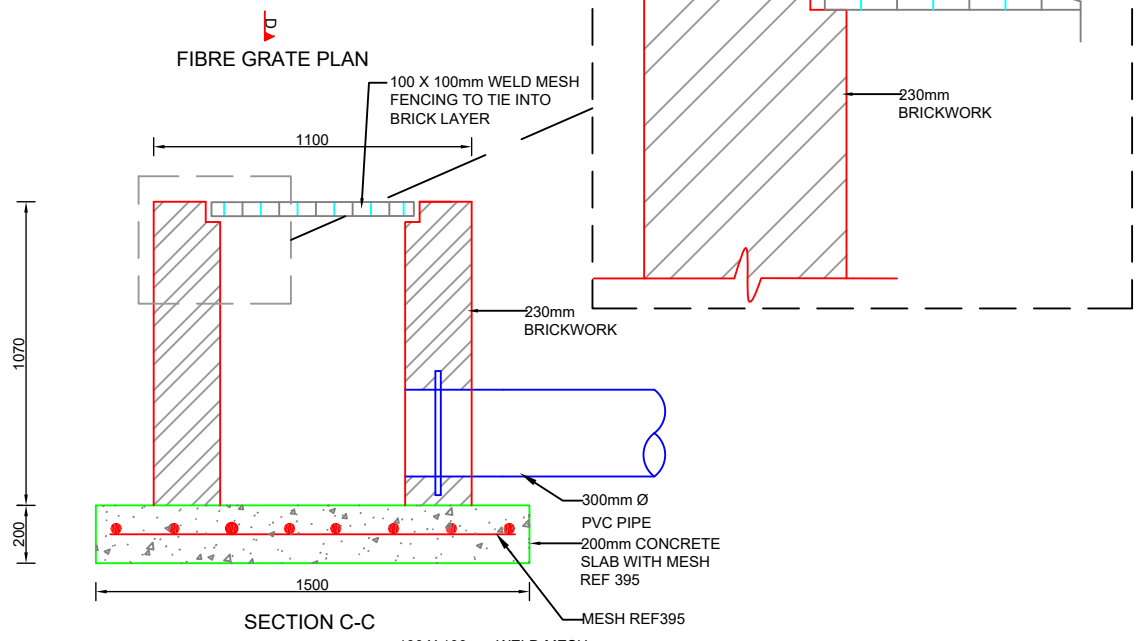 D
FIBRE GRATE PLAN
100 X 100mm WELD MESH
FENCING TO TIE INTO
BRICK LAYER
230mm
BRICKWORK
1100
1070
230mm
BRICKWORK
300mm Ø
PVC PIPE
200mm CONCRETE
SLAB WITH MESH
REF 395
200
1500
MESH REF395
SECTION C-C